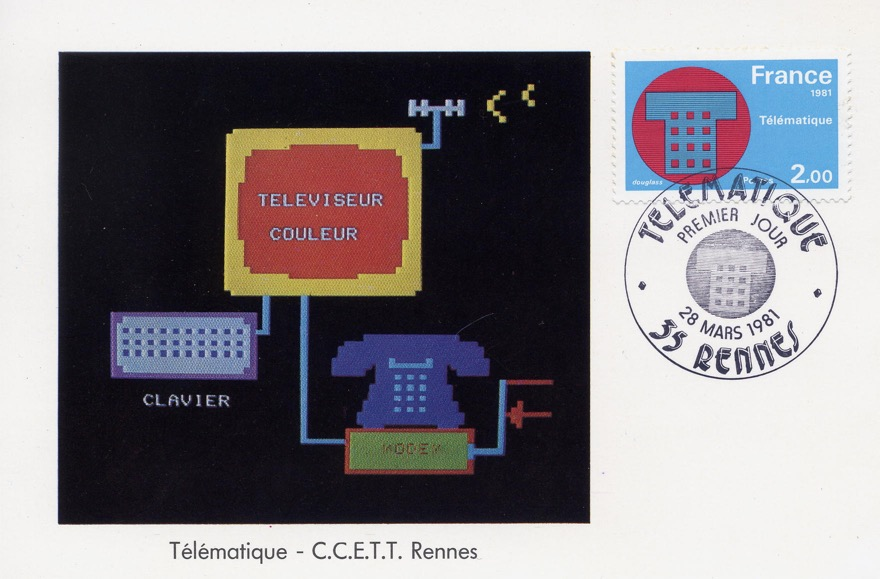 TELEVISEUR
COULEUR
CLAVIER
MODEM
Télématique - C.C.E.T.T. Rennes
France
1981
Télématique
2,00
douglass
TELEMATIQUE
PREMIER JOUR
28 MARS 1981
35 RENNES